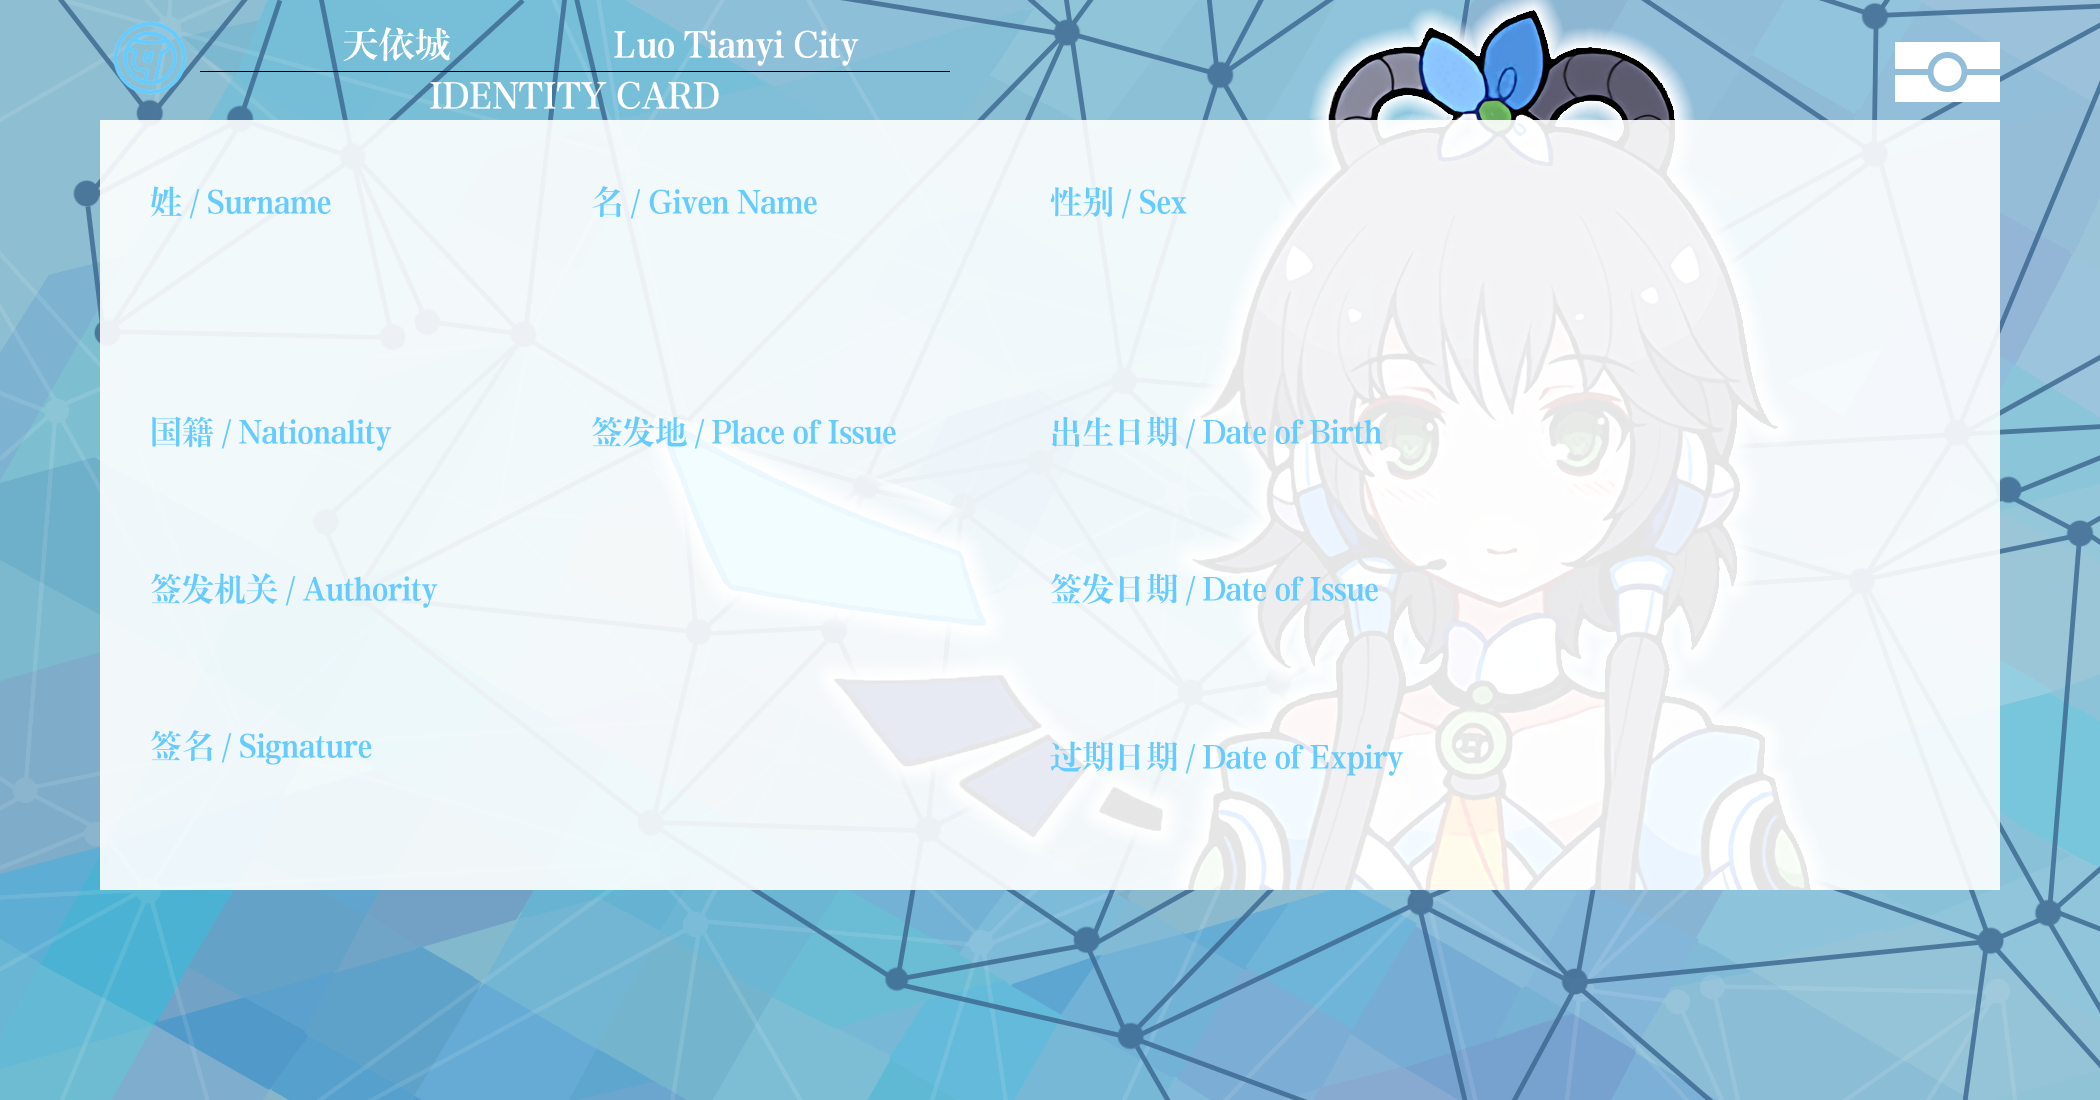 天依城 Luo Tianyi City
IDENTITY CARD
姓 / Surname
名 / Given Name
性别 / Sex
国籍 / Nationality
签发地 / Place of Issue
出生日期 / Date of Birth
签发机关 / Authority
签发日期 / Date of Issue
签名 / Signature
过期日期 / Date of Expiry